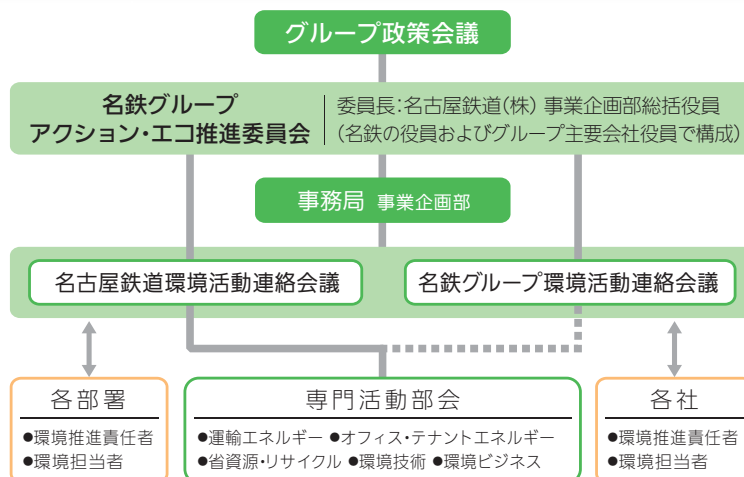 グループ政策会議
名鉄グループ
アクション・エコ推進委員会
委員長:名古屋鉄道(株) 事業企画部総括役員
(名鉄の役員およびグループ主要会社役員で構成)
事務局 事業企画部
名古屋鉄道環境活動連絡会議
名鉄グループ環境活動連絡会議
各部署
●環境推進責任者
●環境担当者
専門活動部会
●運輸エネルギー ●オフィス・テナントエネルギー
●省資源・リサイクル ●環境技術 ●環境ビジネス
各社
●環境推進責任者
●環境担当者